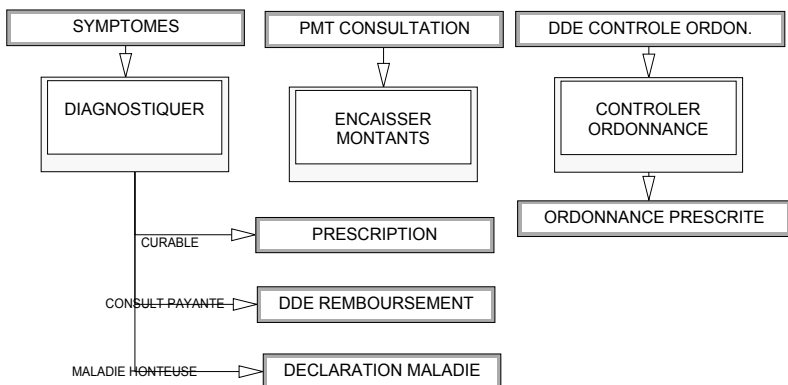 SYMPTOMES
PMT CONSULTATION
DDE CONTROLE ORDON.
DIAGNOSTIQUER
ENCAISSER
MONTANTS
CONTROLER
ORDONNANCE
ORDONNANCE PRESCRITE
CURABLE
PRESCRIPTION
CONSULT PAYANTE
DDE REMBOURSEMENT
MALADIE HONTEUSE
DECLARATION MALADIE